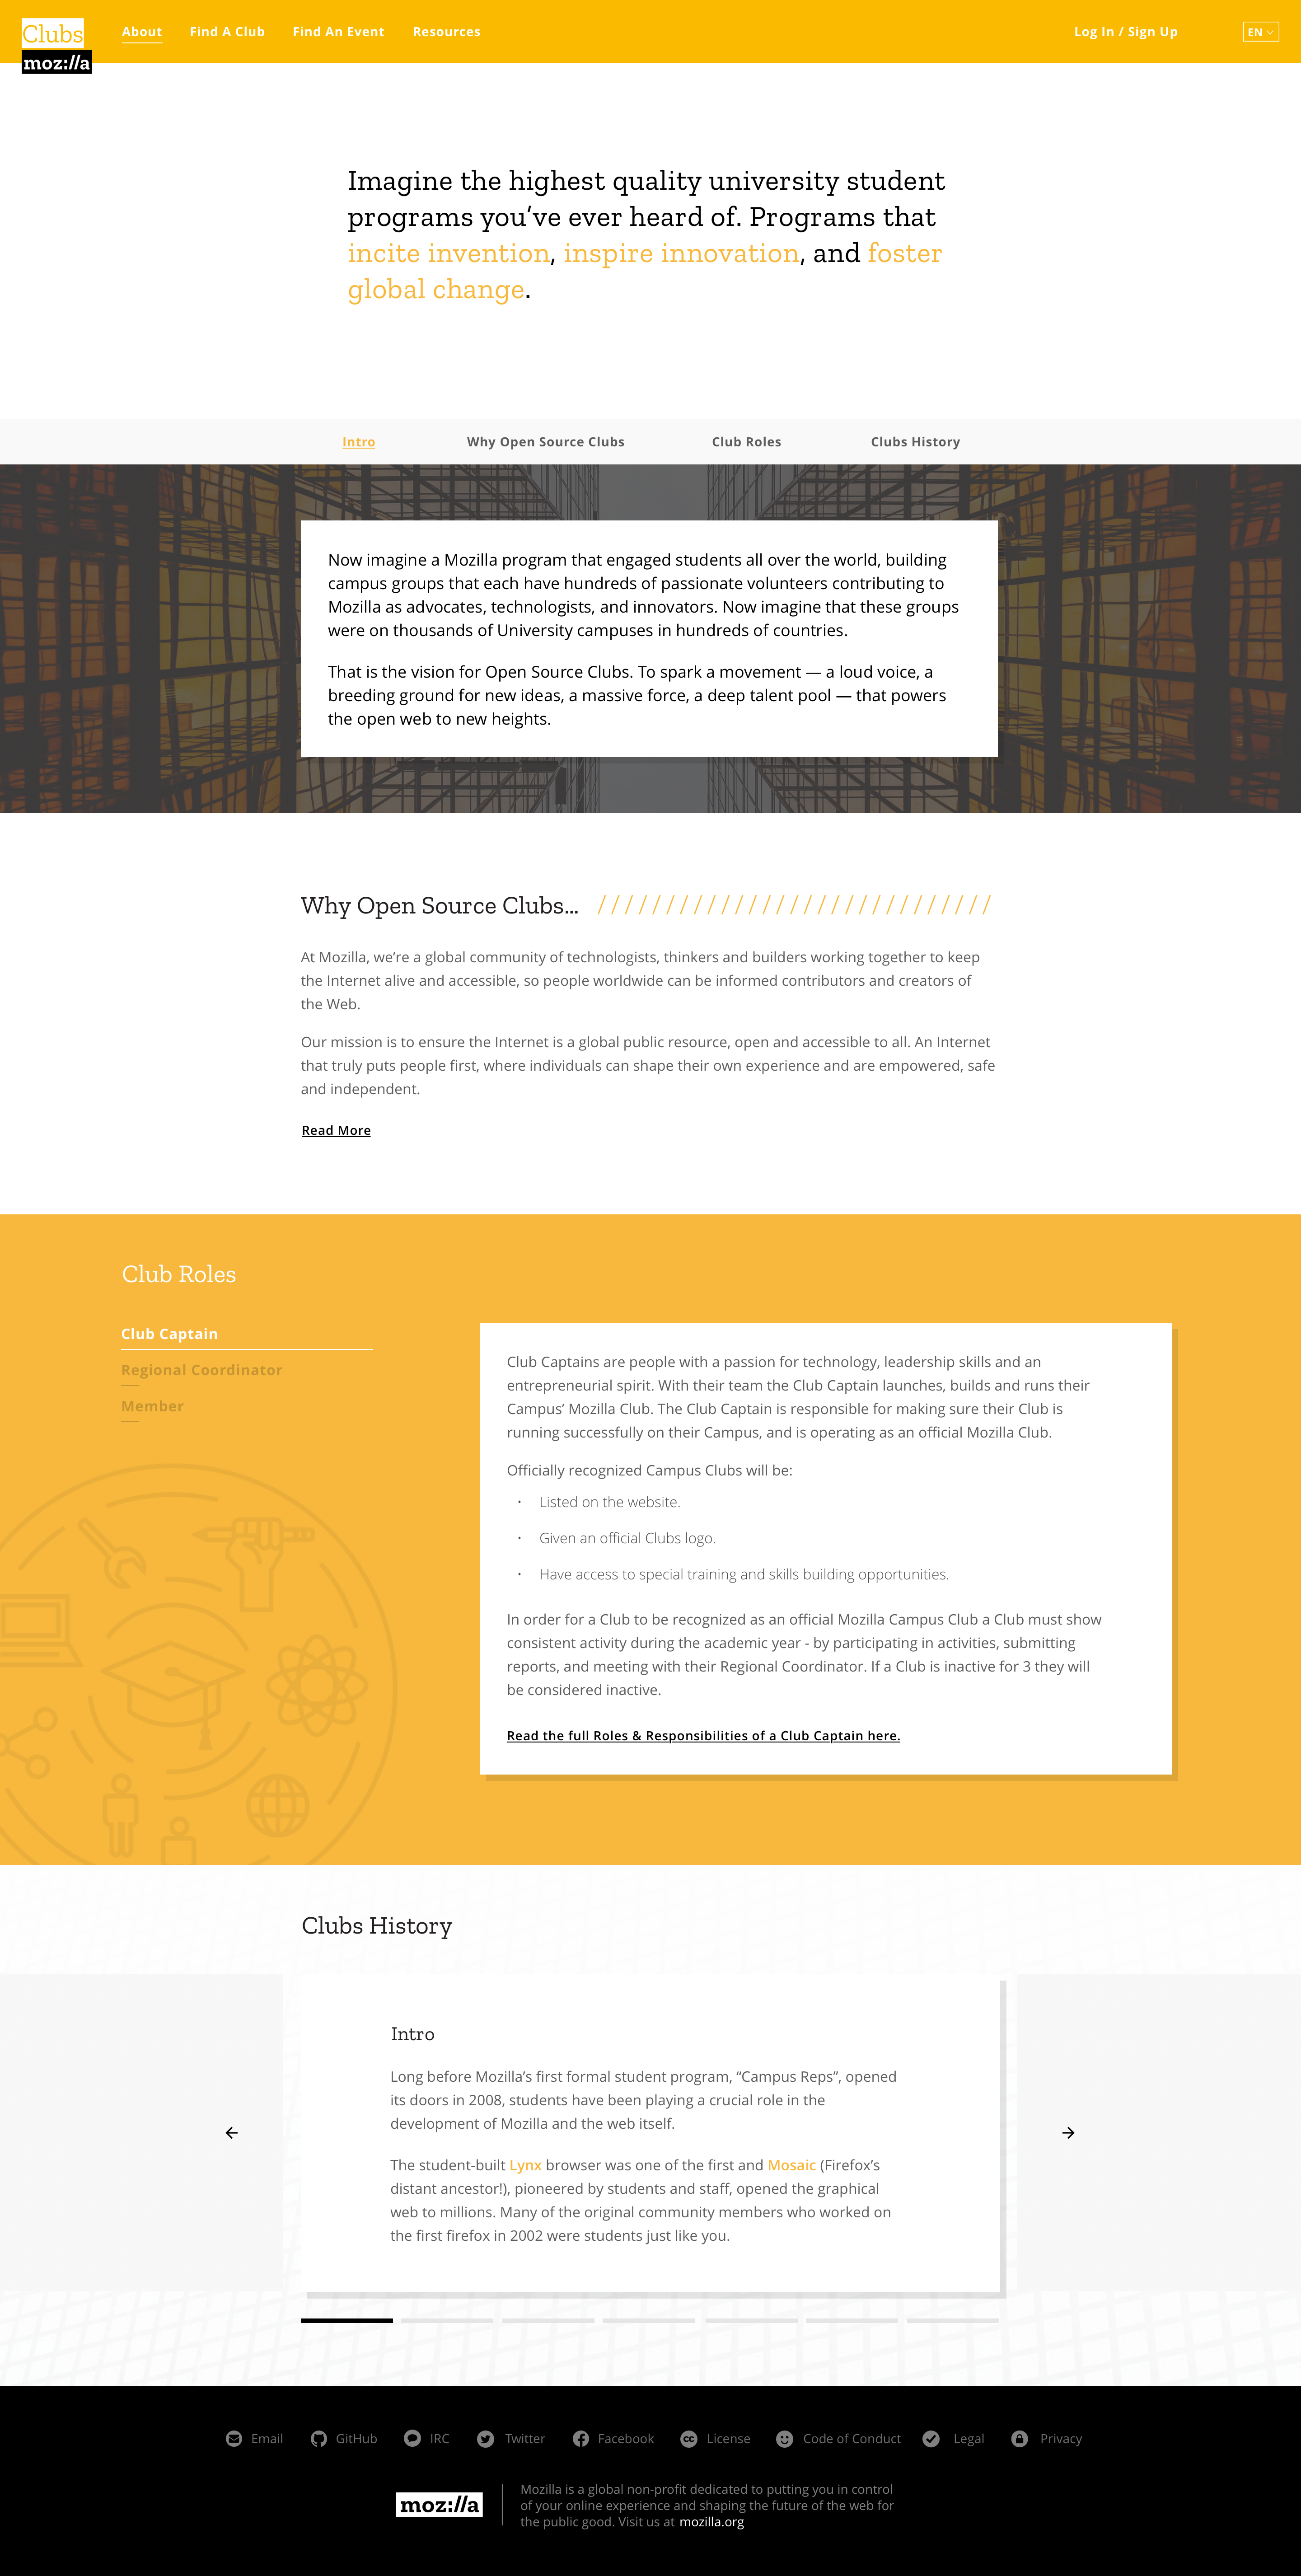 Clubs
moz://a
About
Find A Club
Find An Event
Resources
Log In / Sign Up
EN
Imagine the highest quality university student
programs you’ve ever heard of. Programs that
incite invention, inspire innovation, and foster
global change.
Intro
Why Open Source Clubs
Club Roles
Clubs History
Now imagine a Mozilla program that engaged students all over the world, building
campus groups that each have hundreds of passionate volunteers contributing to
Mozilla as advocates, technologists, and innovators. Now imagine that these groups
were on thousands of University campuses in hundreds of countries.
That is the vision for Open Source Clubs. To spark a movement — a loud voice, a
breeding ground for new ideas, a massive force, a deep talent pool — that powers
the open web to new heights.
Why Open Source Clubs...
At Mozilla, we’re a global community of technologists, thinkers and builders working together to keep
the Internet alive and accessible, so people worldwide can be informed contributors and creators of
the Web.
Our mission is to ensure the Internet is a global public resource, open and accessible to all. An Internet
that truly puts people first, where individuals can shape their own experience and are empowered, safe
and independent.
Read More
Club Roles
Club Captain
Regional Coordinator
Member
Club Captains are people with a passion for technology, leadership skills and an
entrepreneurial spirit. With their team the Club Captain launches, builds and runs their
Campus’ Mozilla Club. The Club Captain is responsible for making sure their Club is
running successfully on their Campus, and is operating as an official Mozilla Club.
Officially recognized Campus Clubs will be:
• Listed on the website.
• Given an official Clubs logo.
• Have access to special training and skills building opportunities.
In order for a Club to be recognized as an official Mozilla Campus Club a Club must show
consistent activity during the academic year - by participating in activities, submitting
reports, and meeting with their Regional Coordinator. If a Club is inactive for 3 they will
be considered inactive.
Read the full Roles & Responsibilities of a Club Captain here.
Clubs History
Intro
Long before Mozilla’s first formal student program, “Campus Reps”, opened
its doors in 2008, students have been playing a crucial role in the
development of Mozilla and the web itself.
The student-built Lynx browser was one of the first and Mosaic (Firefox’s
distant ancestor!), pioneered by students and staff, opened the graphical
web to millions. Many of the original community members who worked on
the first firefox in 2002 were students just like you.
Email
GitHub
IRC
Twitter
Facebook
cc
License
Code of Conduct
Legal
Privacy
moz://a
Mozilla is a global non-profit dedicated to putting you in control
of your online experience and shaping the future of the web for
the public good. Visit us at mozilla.org